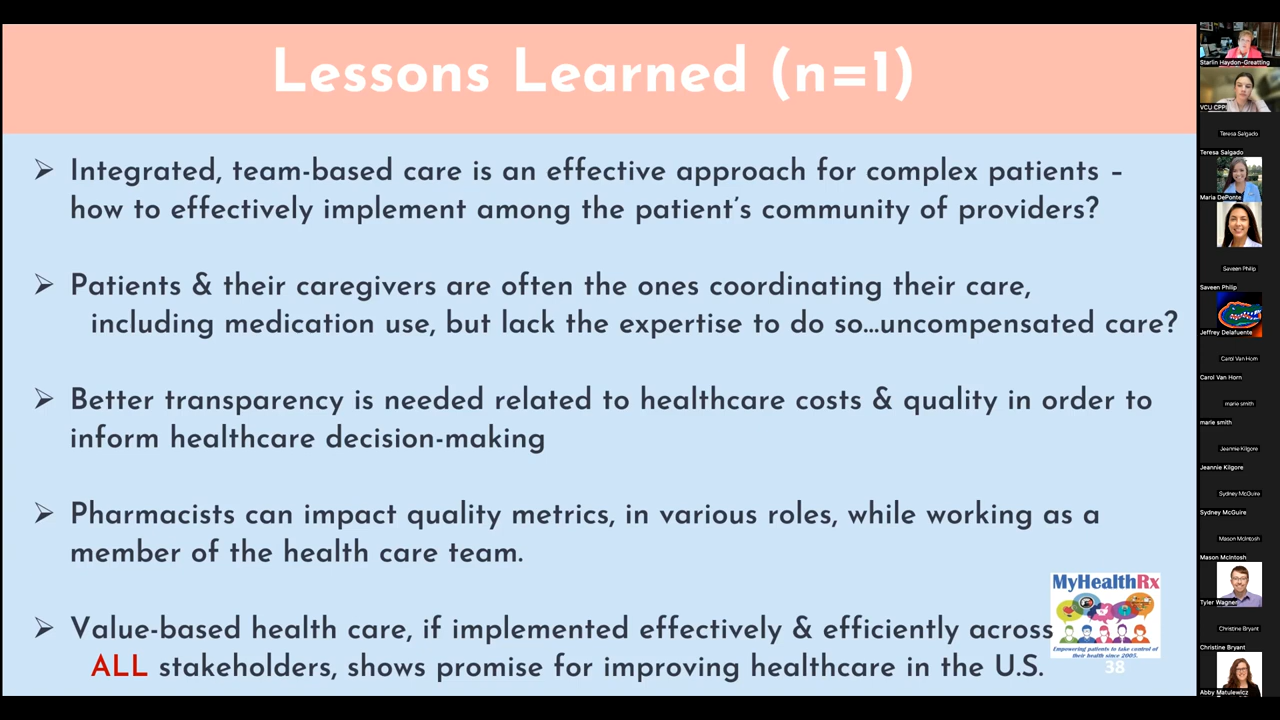 Lessons Learned (n=1)
➢ Integrated, team-based care is an effective approach for complex patients –
how to effectively implement among the patient's community of providers?
➢ Patients & their caregivers are often the ones coordinating their care,
including medication use, but lack the expertise to do so...uncompensated care?
➢ Better transparency is needed related to healthcare costs & quality in order to
inform healthcare decision-making
➢ Pharmacists can impact quality metrics, in various roles, while working as a
member of the health care team.
➢ Value-based health care, if implemented effectively & efficiently across
ALL stakeholders, shows promise for improving healthcare in the U.S.
MyHealthRx
Empowering patients to take control of
their health since 2005.
38
Starlin Haydon-Greatting
VCU CPPI
Teresa Salgado
Teresa Salgado
Maria DePonte
Saveen Philip
Saveen Philip
Jeffrey Delafuente
Carol Van Horn
Carol Van Horn
marie smith
marie smith
Jeannie Kilgore
Jeannie Kilgore
Sydney McGuire
Sydney McGuire
Mason McIntosh
Mason McIntosh
Tyler Wagner
Christine Bryant
Christine Bryant
Abby Matulewicz